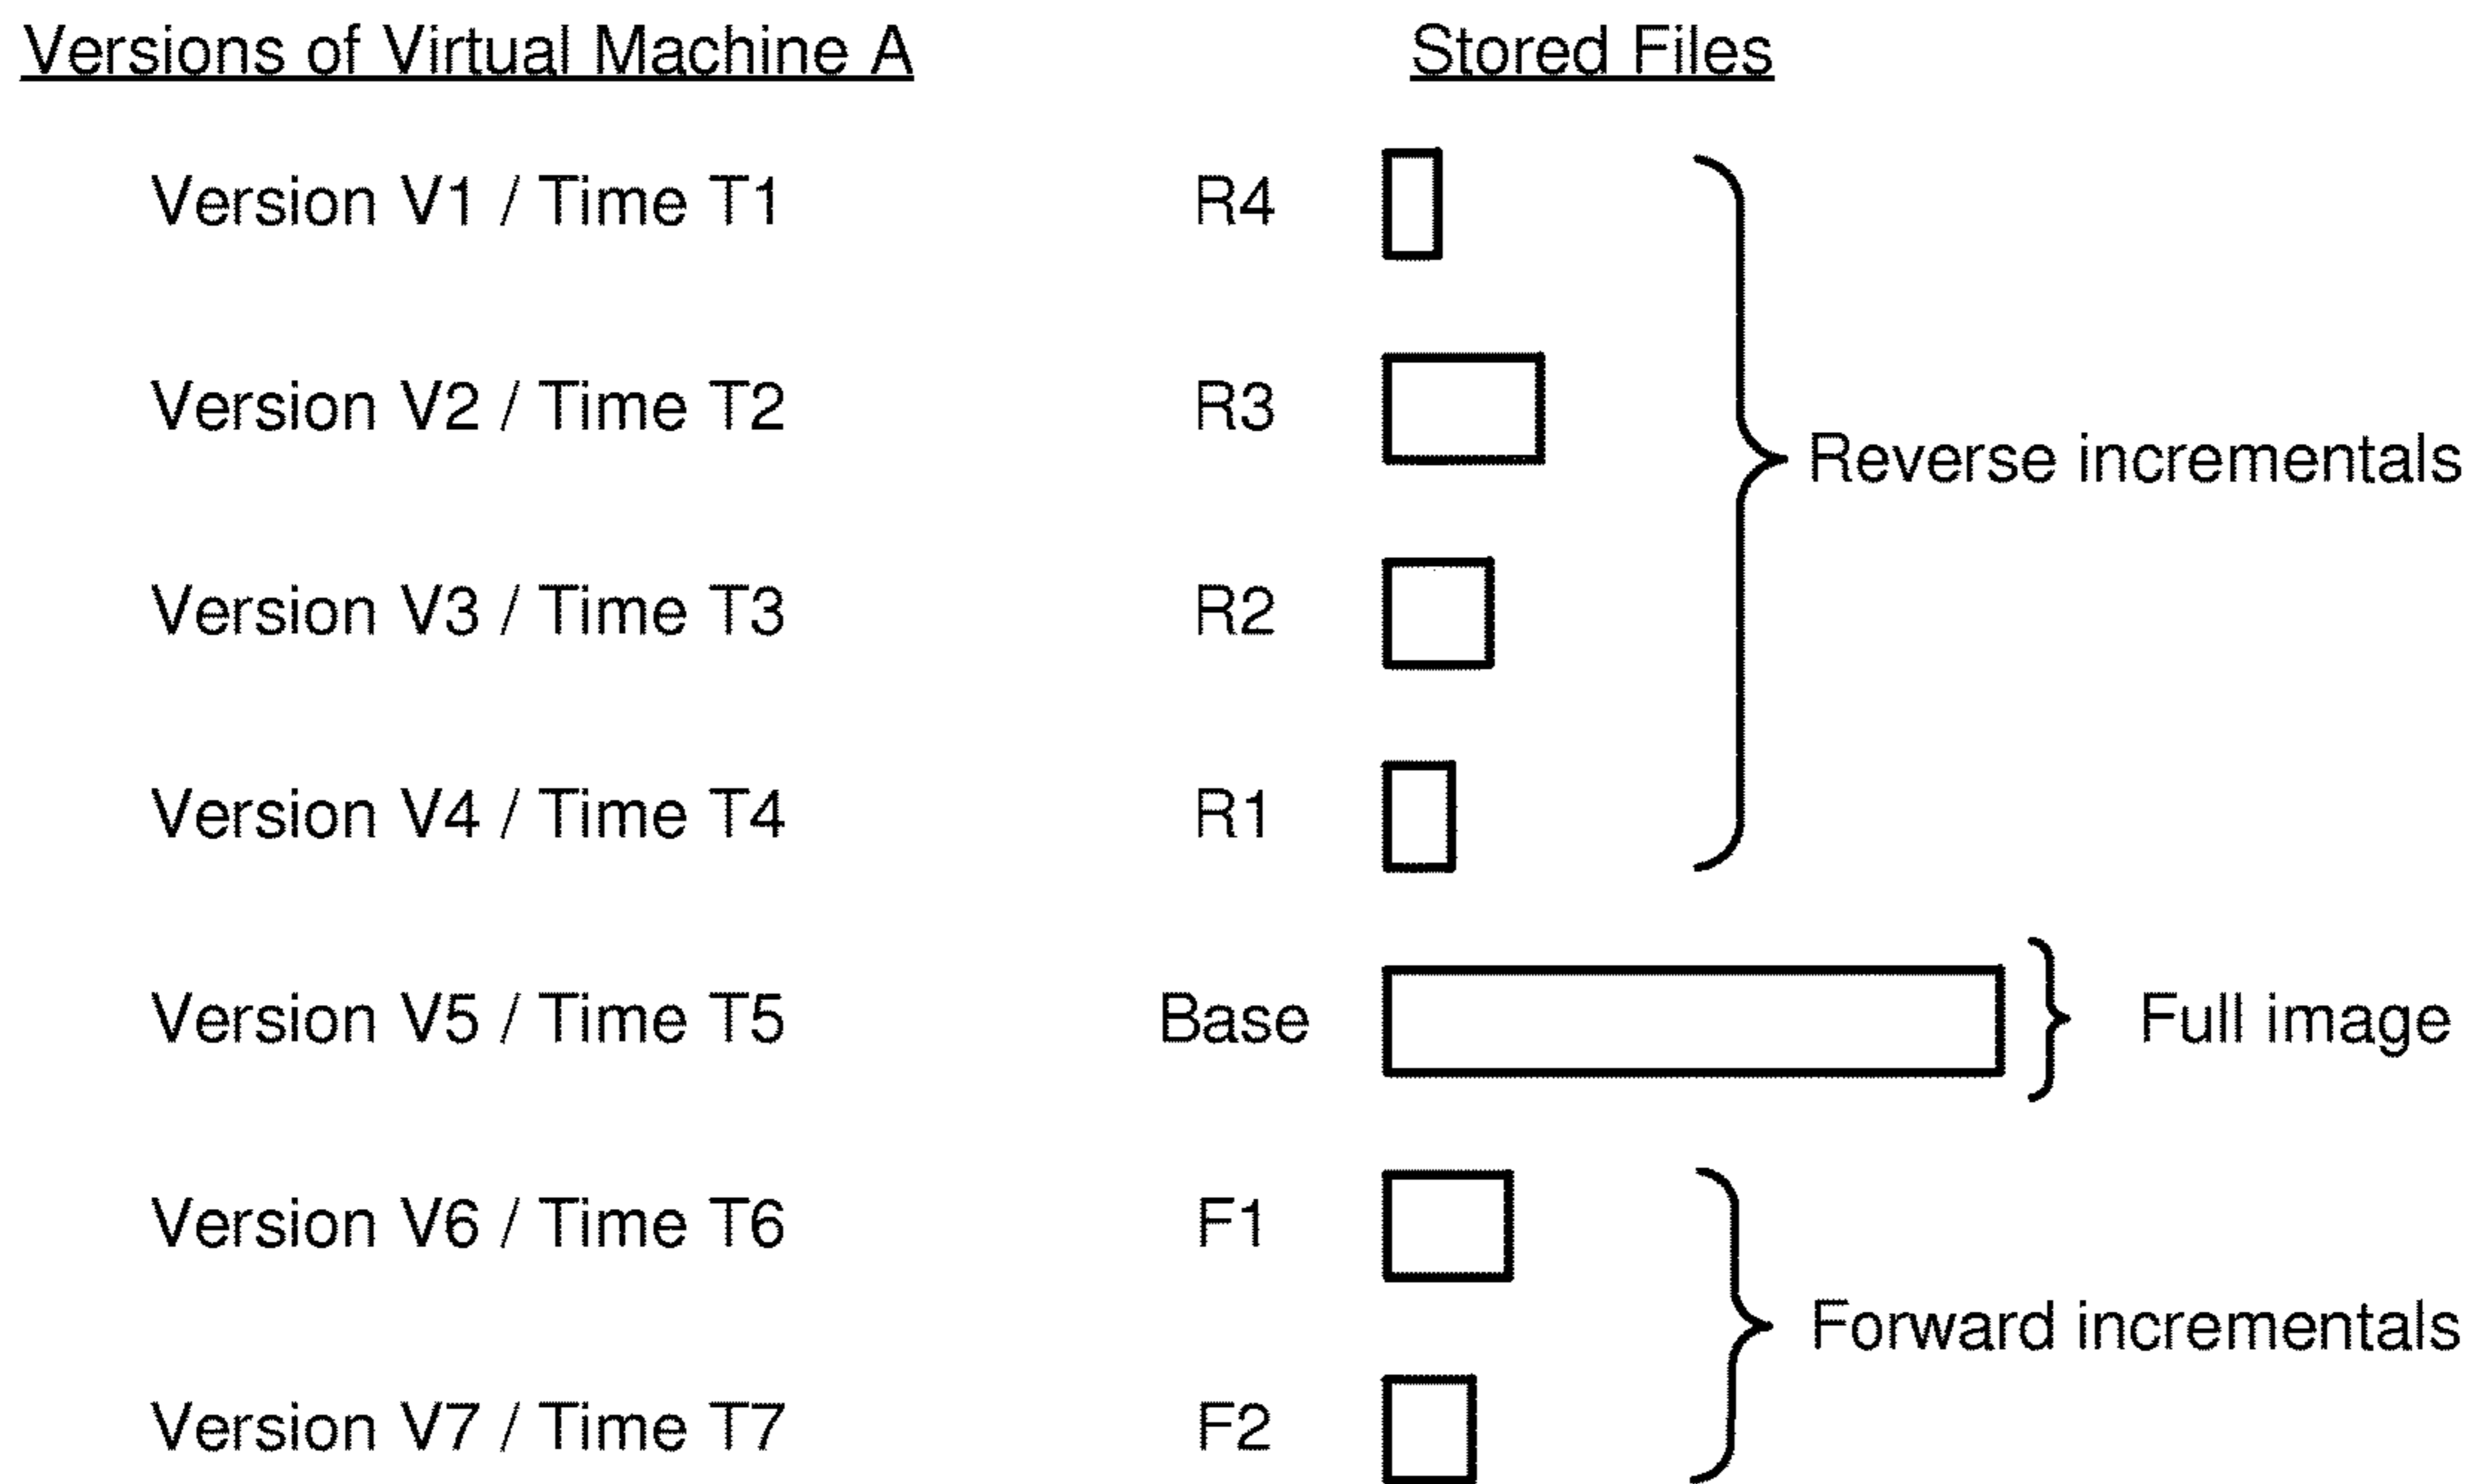 Versions of Virtual Machine A Stored Files
Version V1 / Time T1 R4
Version V2 / Time T2 R3
Reverse incrementals
Version V3 / Time T3 R2
Version V4 / Time T4 R1
Version V5 / Time T5 Base Full image
Version V6 / Time T6 F1
Forward incrementals
Version V7 / Time T7 F2